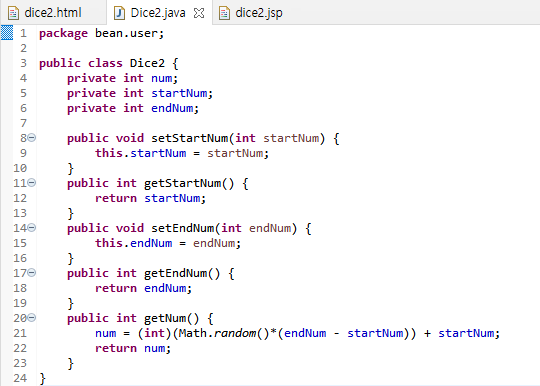 dice2.html
Dice2.java
dice2.jsp
1 package bean.user;
2
3 public class Dice2 {
4     private int num;
5     private int startNum;
6     private int endNum;
7
8     public void setStartNum(int startNum) {
9         this.startNum = startNum;
10     }
11     public int getStartNum() {
12         return startNum;
13     }
14     public void setEndNum(int endNum) {
15         this.endNum = endNum;
16     }
17     public int getEndNum() {
18         return endNum;
19     }
20     public int getNum() {
21         num = (int)(Math.random()*(endNum - startNum)) + startNum;
22         return num;
23     }
24 }